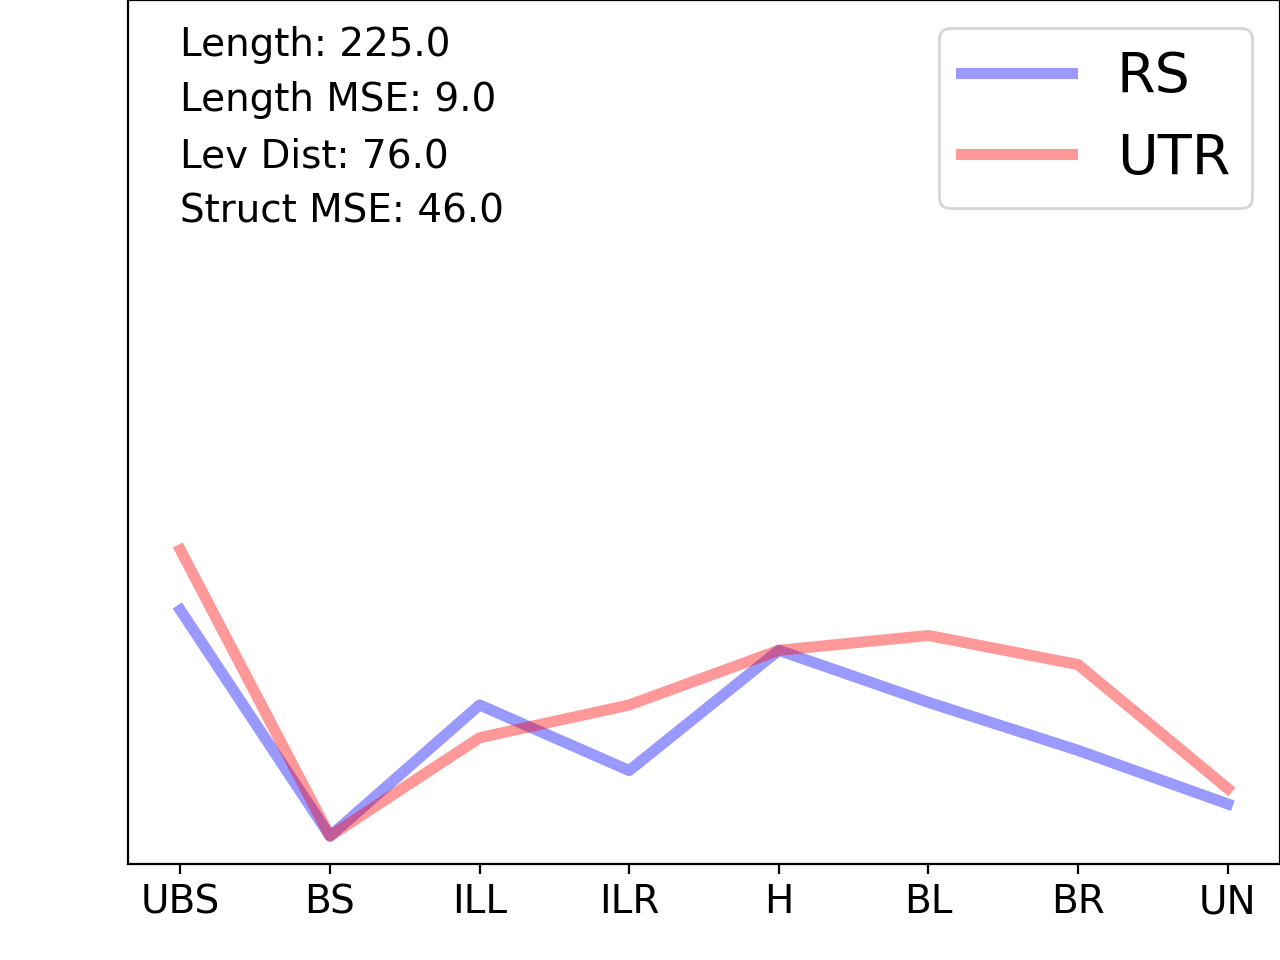 Length: 225.0
Length MSE: 9.0
Lev Dist: 76.0
Struct MSE: 46.0
RS
UTR
UBS BS ILL ILR H BL BR UN